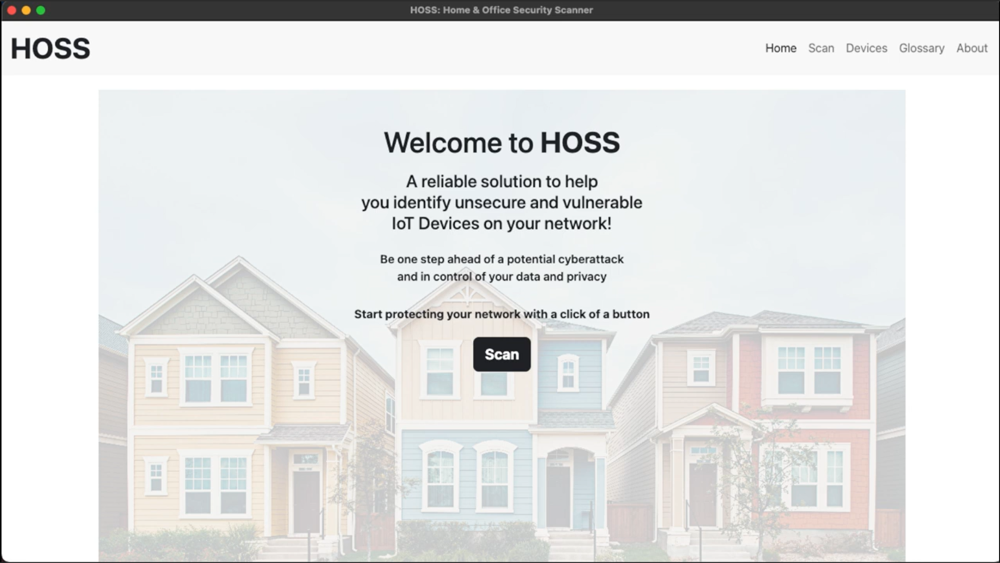 HOSS: Home & Office Security Scanner
HOSS
Home Scan Devices Glossary About
Welcome to HOSS
A reliable solution to help
you identify unsecure and vulnerable
IoT Devices on your network!
Be one step ahead of a potential cyberattack
and in control of your data and privacy
Start protecting your network with a click of a button
Scan